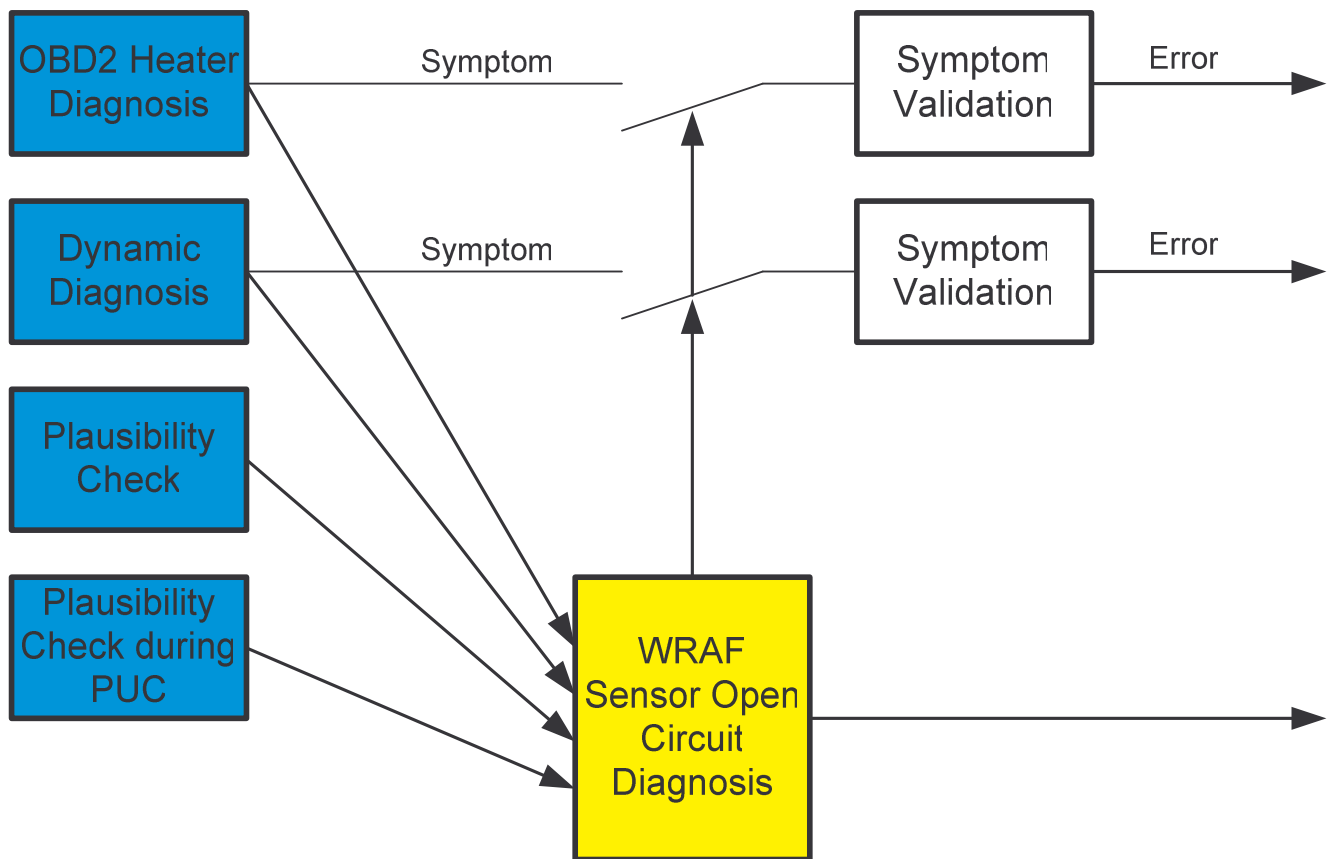 OBD2 Heater
Diagnosis
Symptom
Symptom
Validation
Error
Dynamic
Diagnosis
Symptom
Symptom
Validation
Error
Plausibility
Check
Plausibility
Check during
PUC
WRAF
Sensor Open
Circuit
Diagnosis